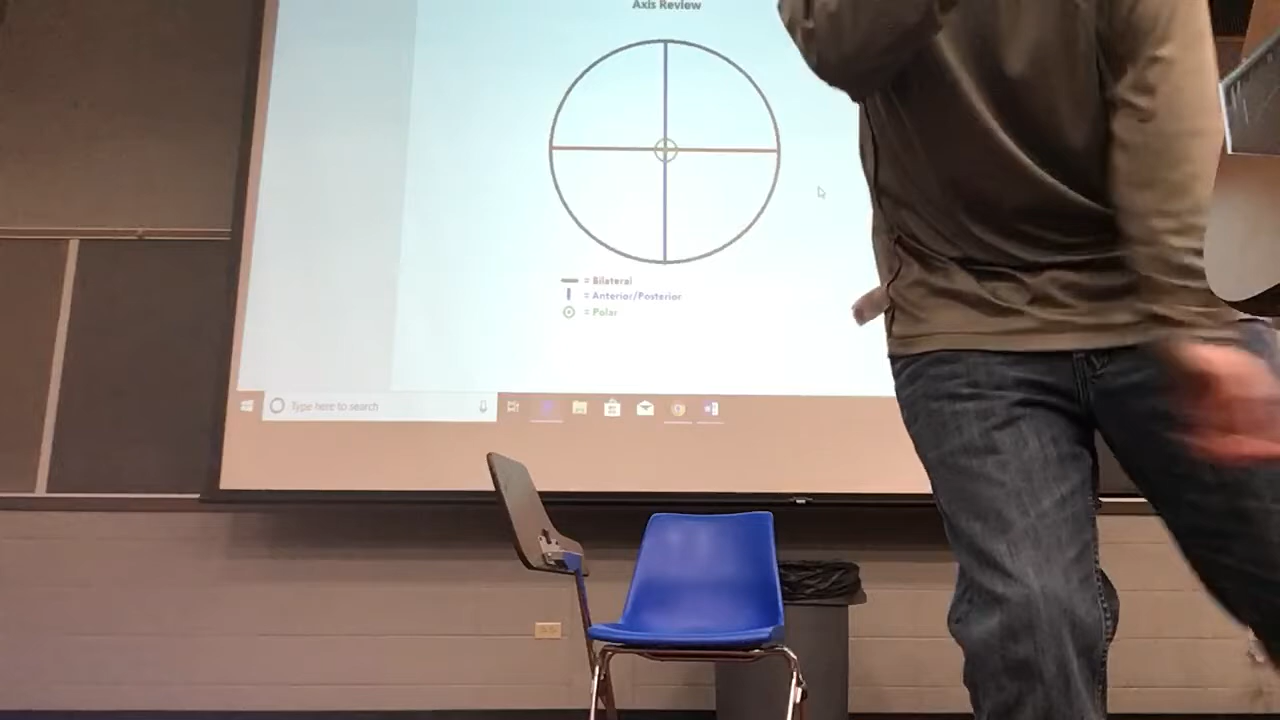 Axis Review
= Bilateral
= Anterior/Posterior
= Polar
Type here to search